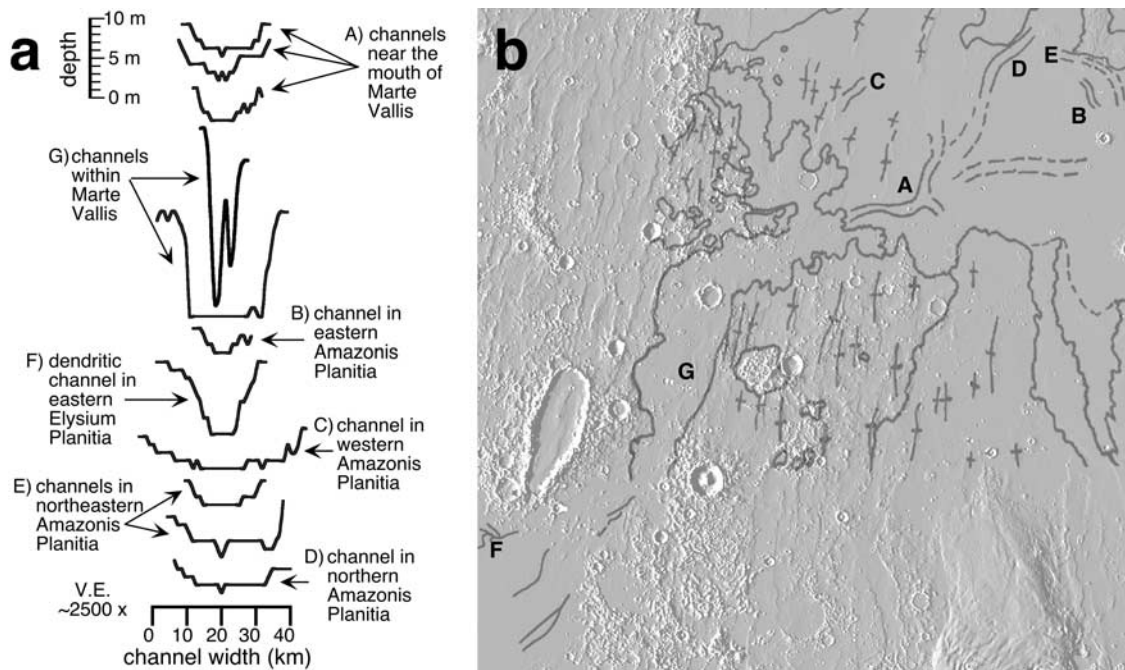 a
depth
10 m
5 m
0 m
A) channels
near the
mouth of
Marte
Vallis
G) channels
within
Marte
Vallis
B) channel in
eastern
Amazonis
Planitia
F) dendritic
channel in
eastern
Elysium
Planitia
C) channel in
western
Amazonis
Planitia
E) channels in
northeastern
Amazonis
Planitia
D) channel in
northern
Amazonis
Planitia
V.E.
~2500 x
0 10 20 30 40
channel width (km)
b
E
D
C
B
A
G
F